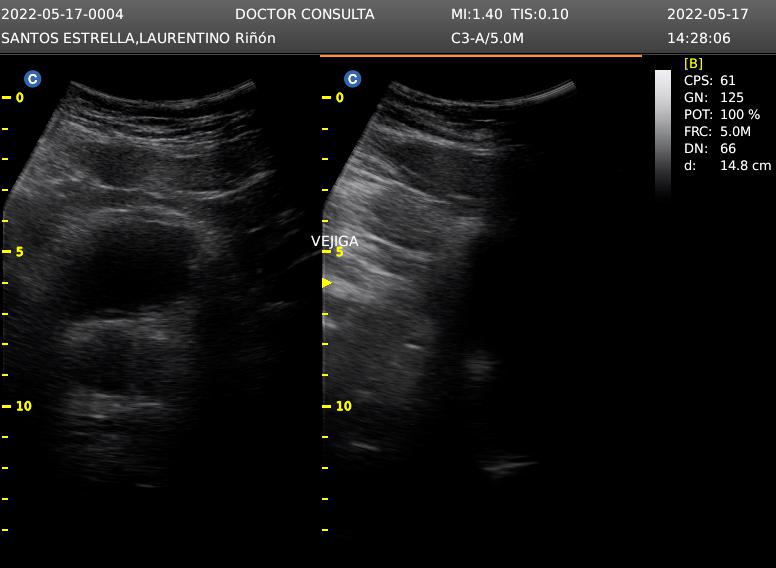 2022-05-17-0004 DOCTOR CONSULTA MI:1.40 TIS:0.10 2022-05-17
SANTOS ESTRELLA,LAURENTINO Riñón C3-A/5.0M 14:28:06
C
C
[B]
CPS: 61
GN: 125
POT: 100 %
FRC: 5.0M
DN: 66
d: 14.8 cm
0
0
VEJIGA
5
5
10
10